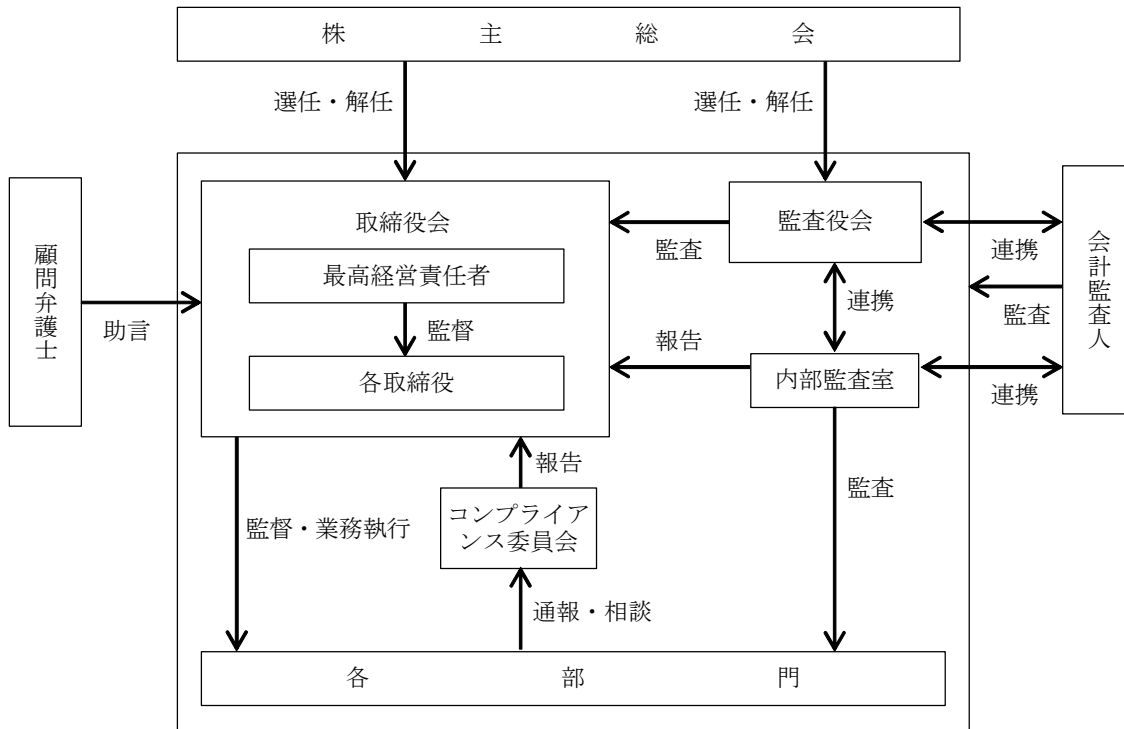 株主総会
選任・解任
選任・解任
取締役会
監査役会
監査
連携
最高経営責任者
連携
顧問弁護士
会計監査人
助言
監督
監査
報告
各取締役
内部監査室
連携
報告
監査
コンプライア
ンス委員会
監督・業務執行
通報・相談
各部門